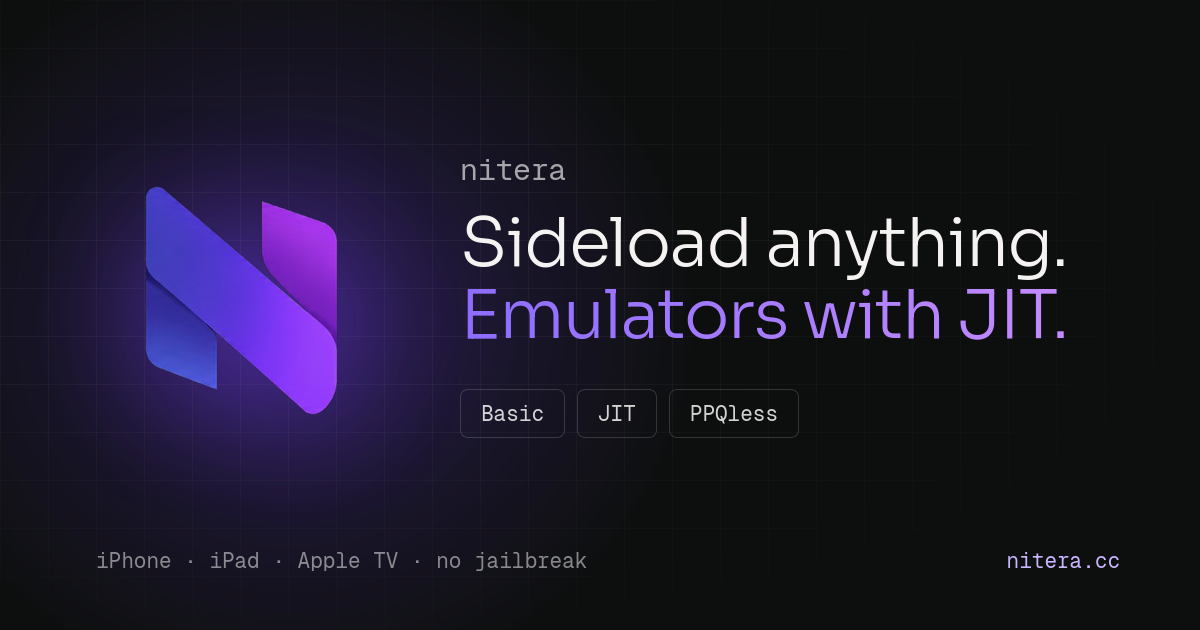 nitera
Sideload anything.
Emulators with JIT.
Basic
JIT
PPQless
iPhone · iPad · Apple TV · no jailbreak
nitera.cc